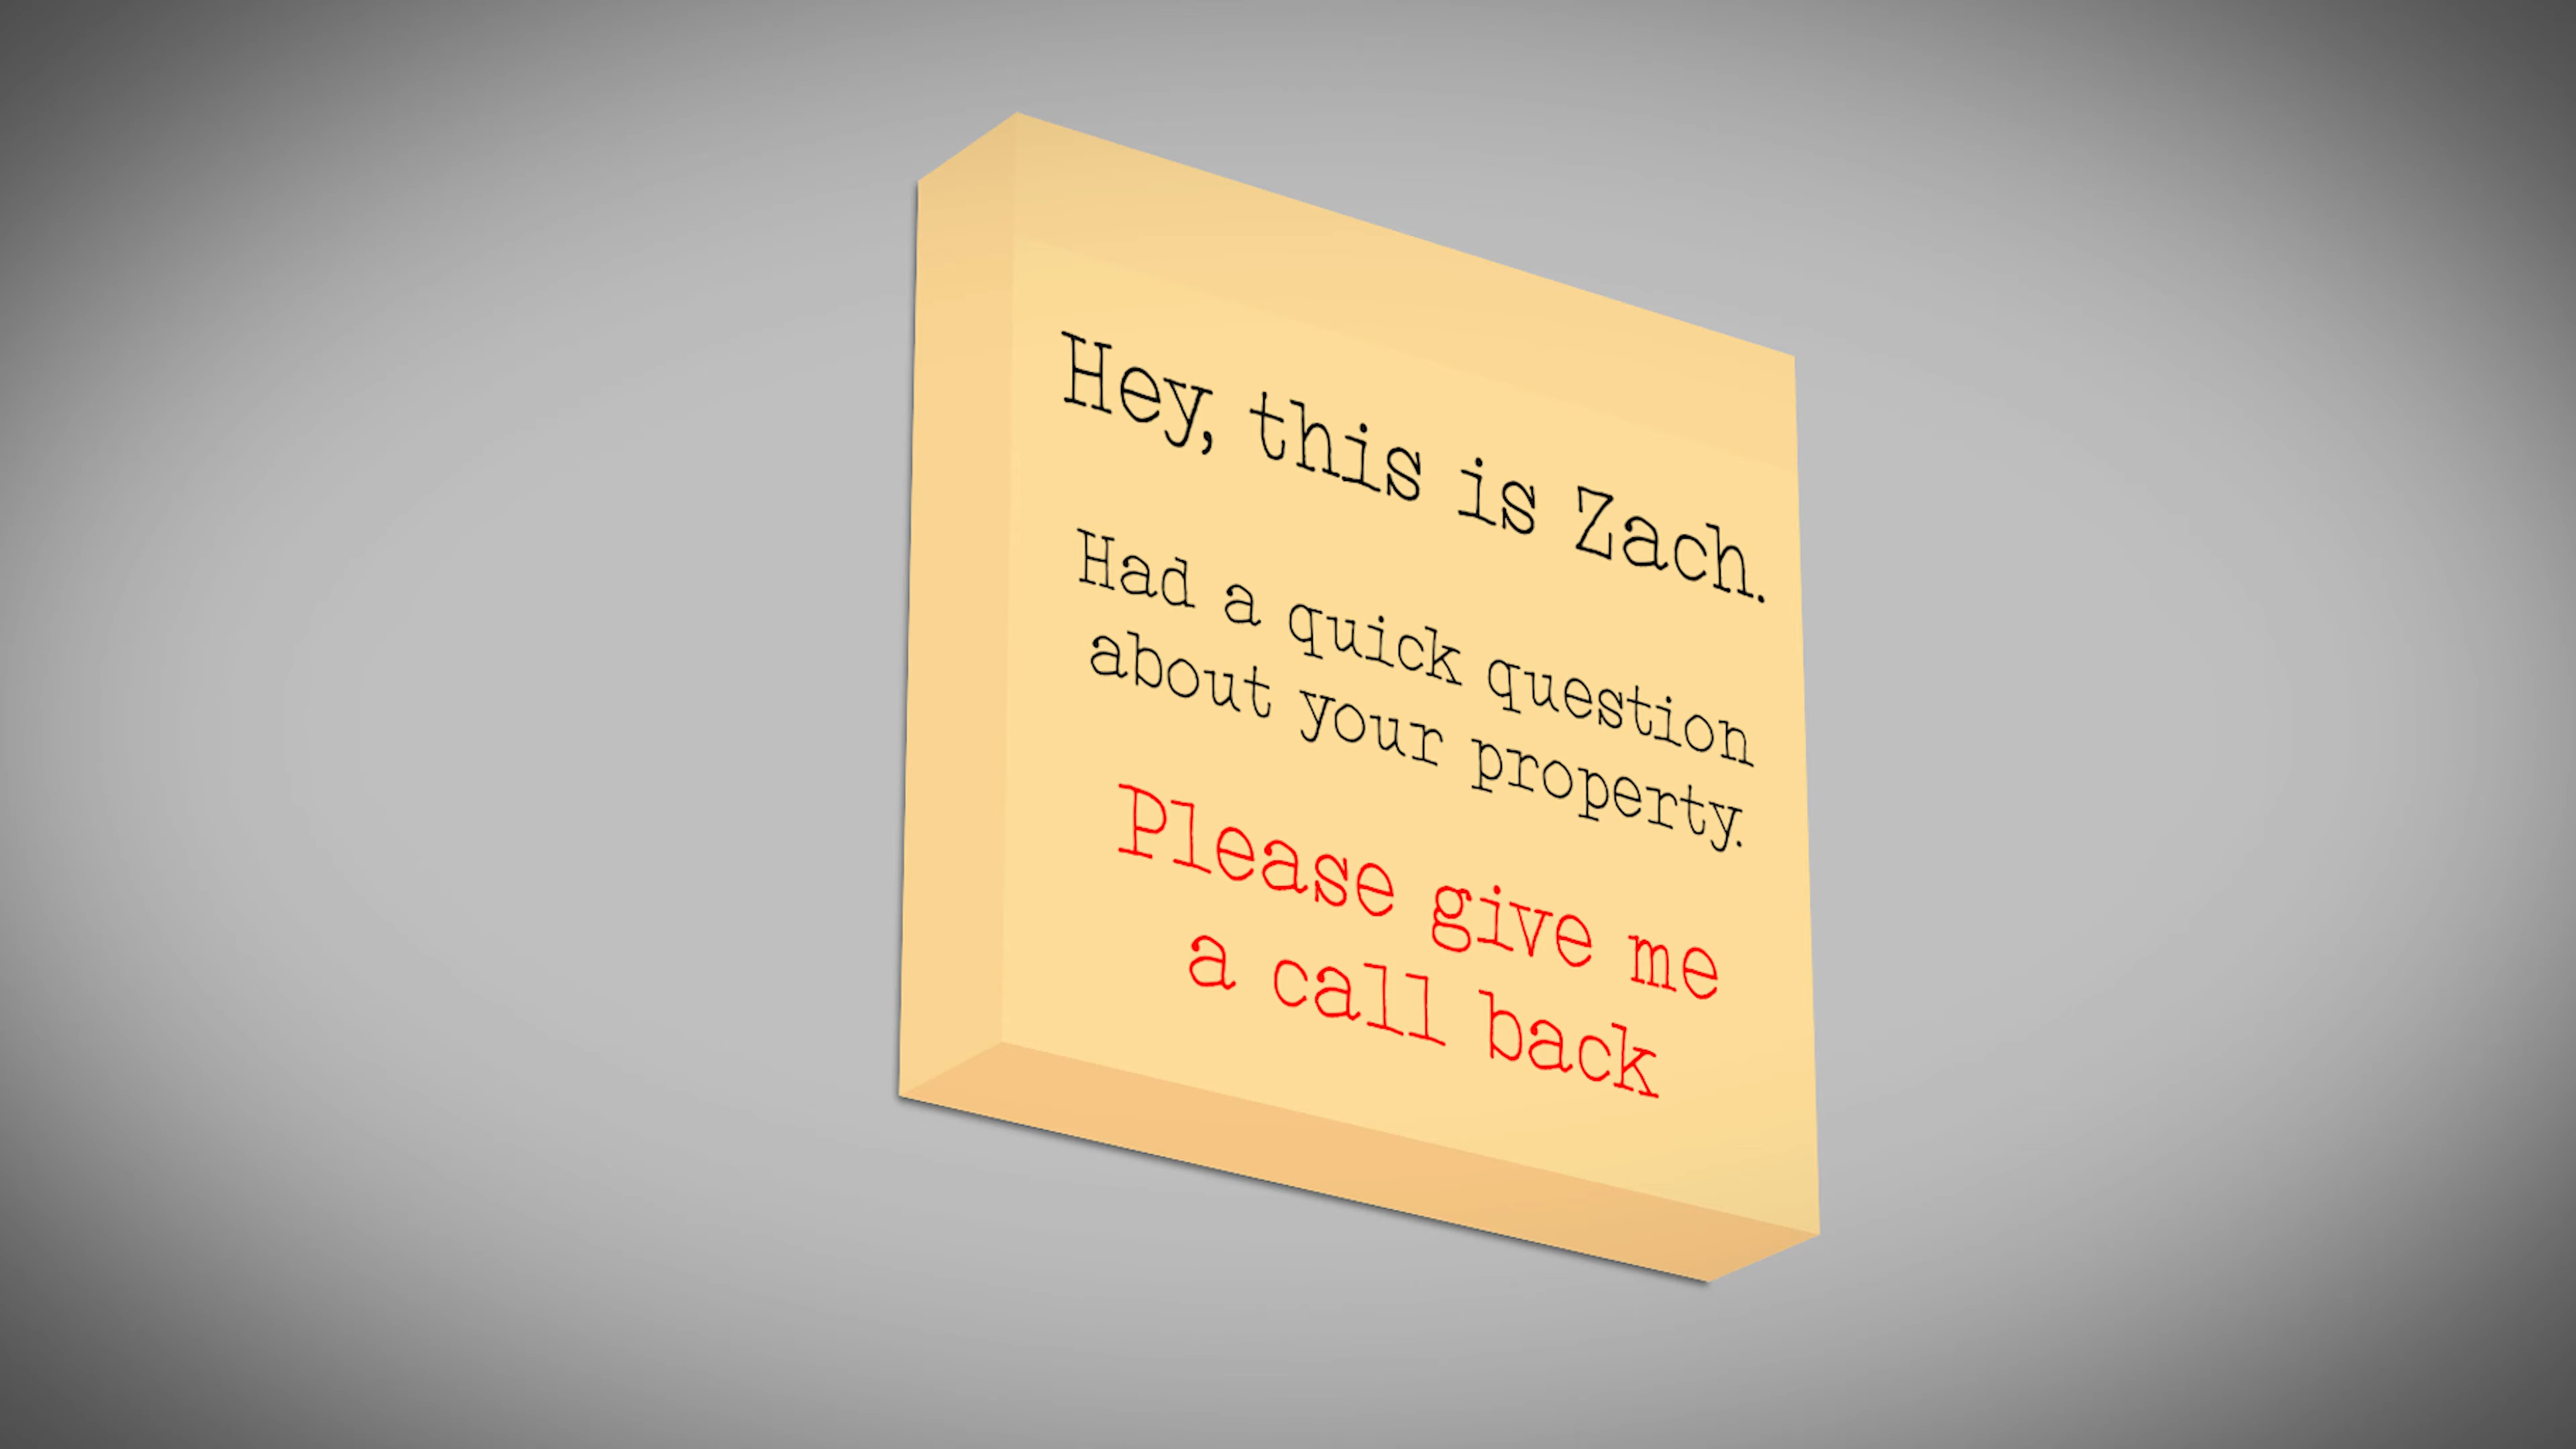 Hey, this is Zach.
Had a quick question
about your property.
Please give me
a call back